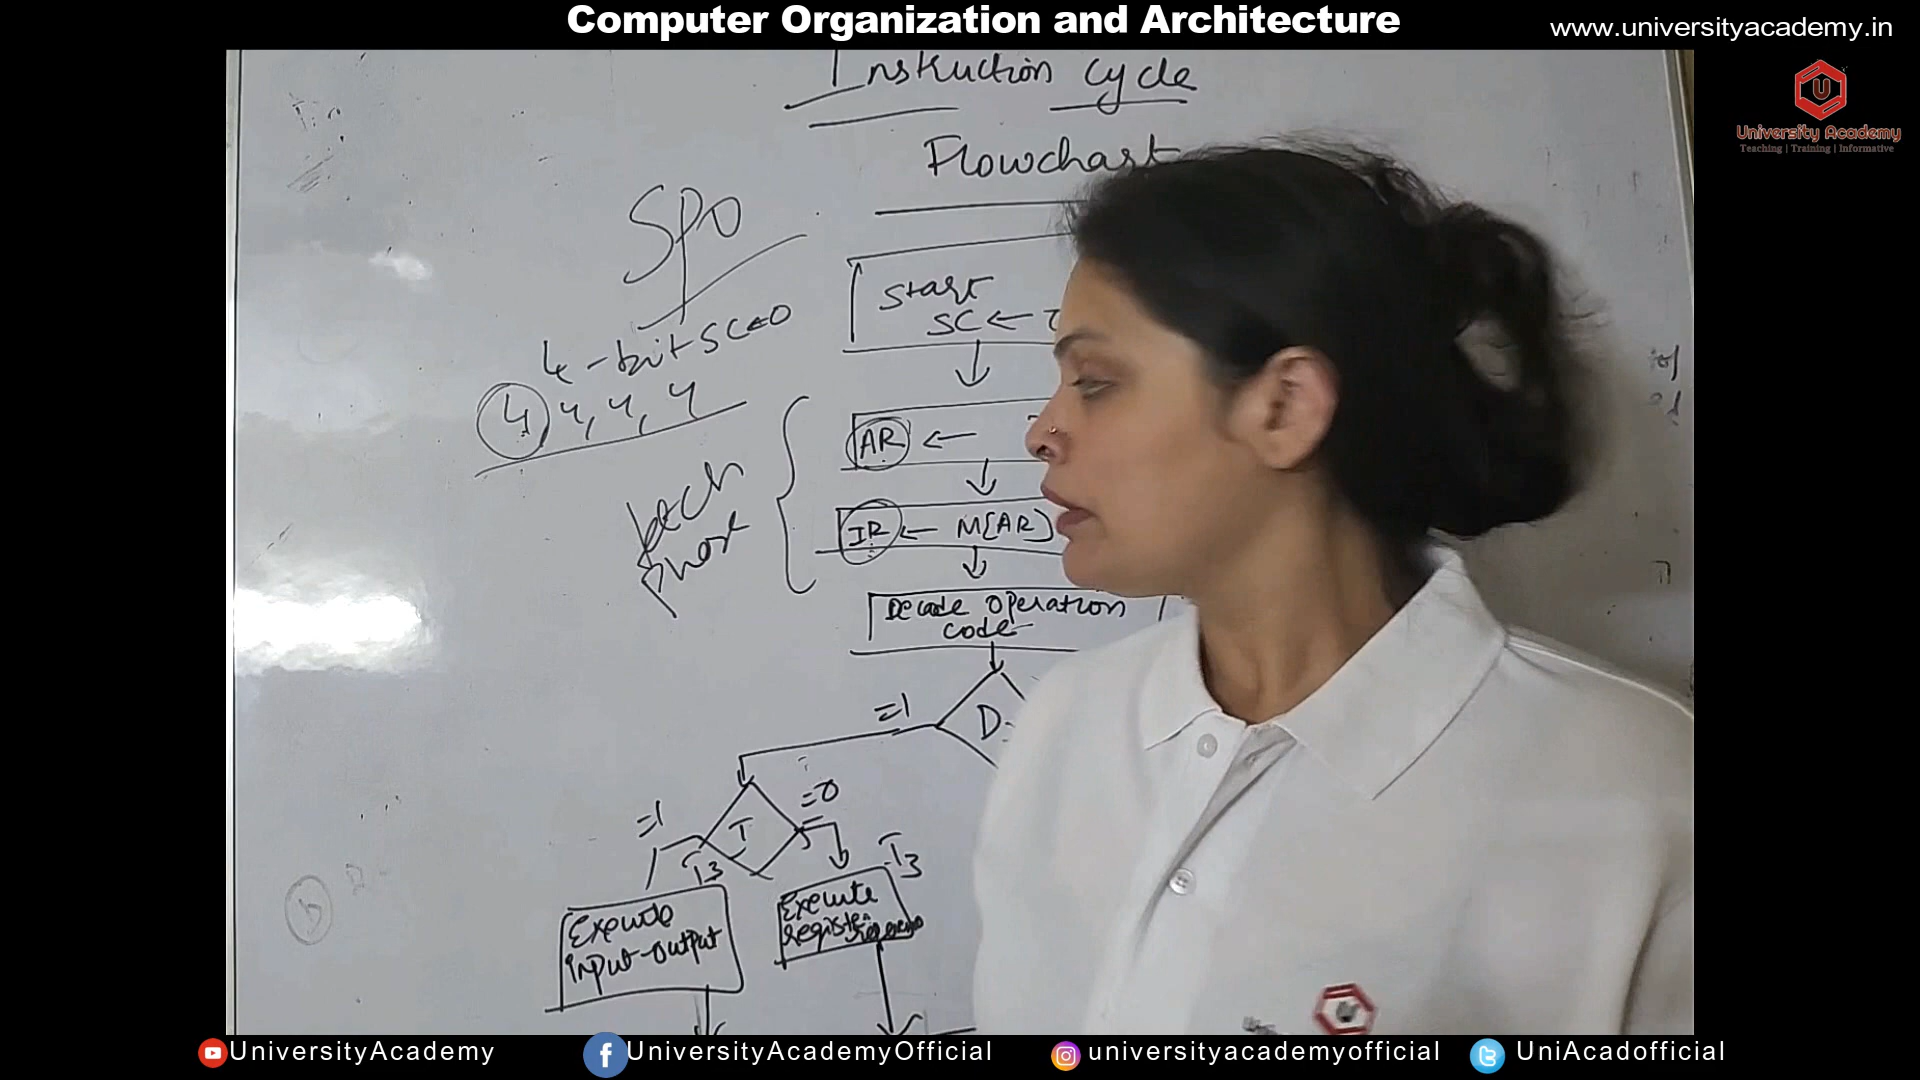 Computer Organization and Architecture
www.universityacademy.in
U
University Academy
Teaching | Training | Informative
Instruction cycle
Flowchart
SPO
Start
SC ←
4-bit SC←0
4 4, 4, 4
AR ←
IR ← M[AR]
Decode operation
code
=1
D
=0
=1
I
T3
T3
Execute
input-output
Execute
register
UniversityAcademy
UniversityAcademyOfficial
universityacademyofficial
UniAcadofficial